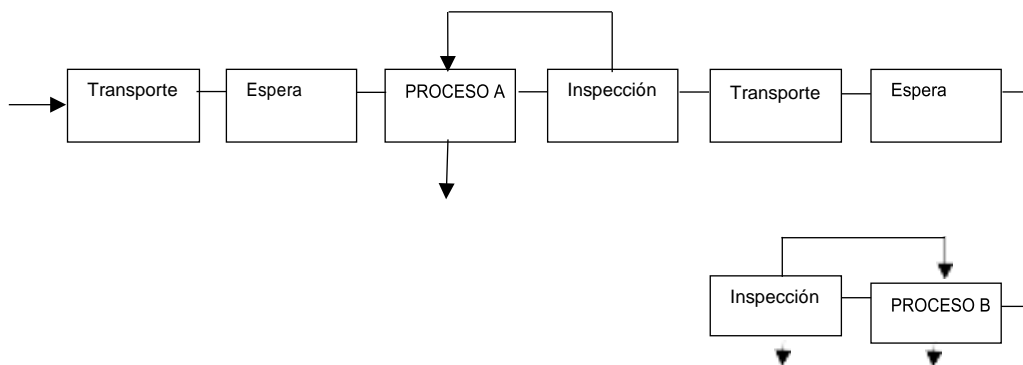 Transporte
Espera
PROCESO A
Inspección
Transporte
Espera
Inspección
PROCESO B